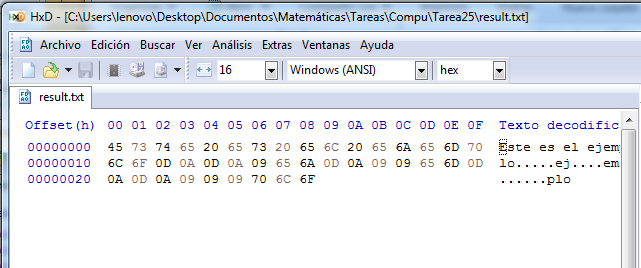 HxD - [C:\Users\lenovo\Desktop\Documentos\Matemáticas\Tareas\Compu\Tarea25\result.txt]
Archivo Edición Buscar Ver Análisis Extras Ventanas Ayuda
16 Windows (ANSI) hex
result.txt
Offset(h) 00 01 02 03 04 05 06 07 08 09 0A 0B 0C 0D 0E 0F Texto decodific
00000000 45 73 74 65 20 65 73 20 65 6C 20 65 6A 65 6D 70 Este es el ejemp
00000010 6C 6F 0D 0A 0D 0A 09 65 6A 0D 0A 09 09 65 6D 0D lo.....ej....em
00000020 0A 0D 0A 09 09 09 70 6C 6F ......plo